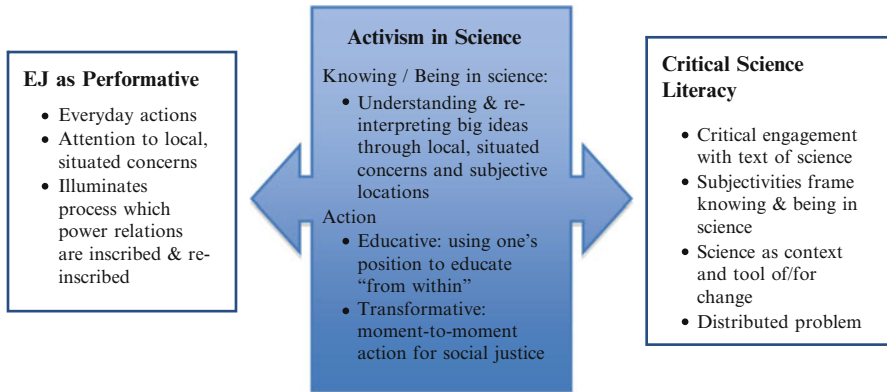 EJ as Performative
• Everyday actions
• Attention to local,
situated concerns
• Illuminates
process which
power relations
are inscribed & re-
inscribed
Activism in Science
Knowing / Being in science:
• Understanding & re-
interpreting big ideas
through local, situated
concerns and subjective
locations
Action
• Educative: using one’s
position to educate
“from within”
• Transformative:
moment-to-moment
action for social justice
Critical Science
Literacy
• Critical engagement
with text of science
• Subjectivities frame
knowing & being in
science
• Science as context
and tool of/for
change
• Distributed problem